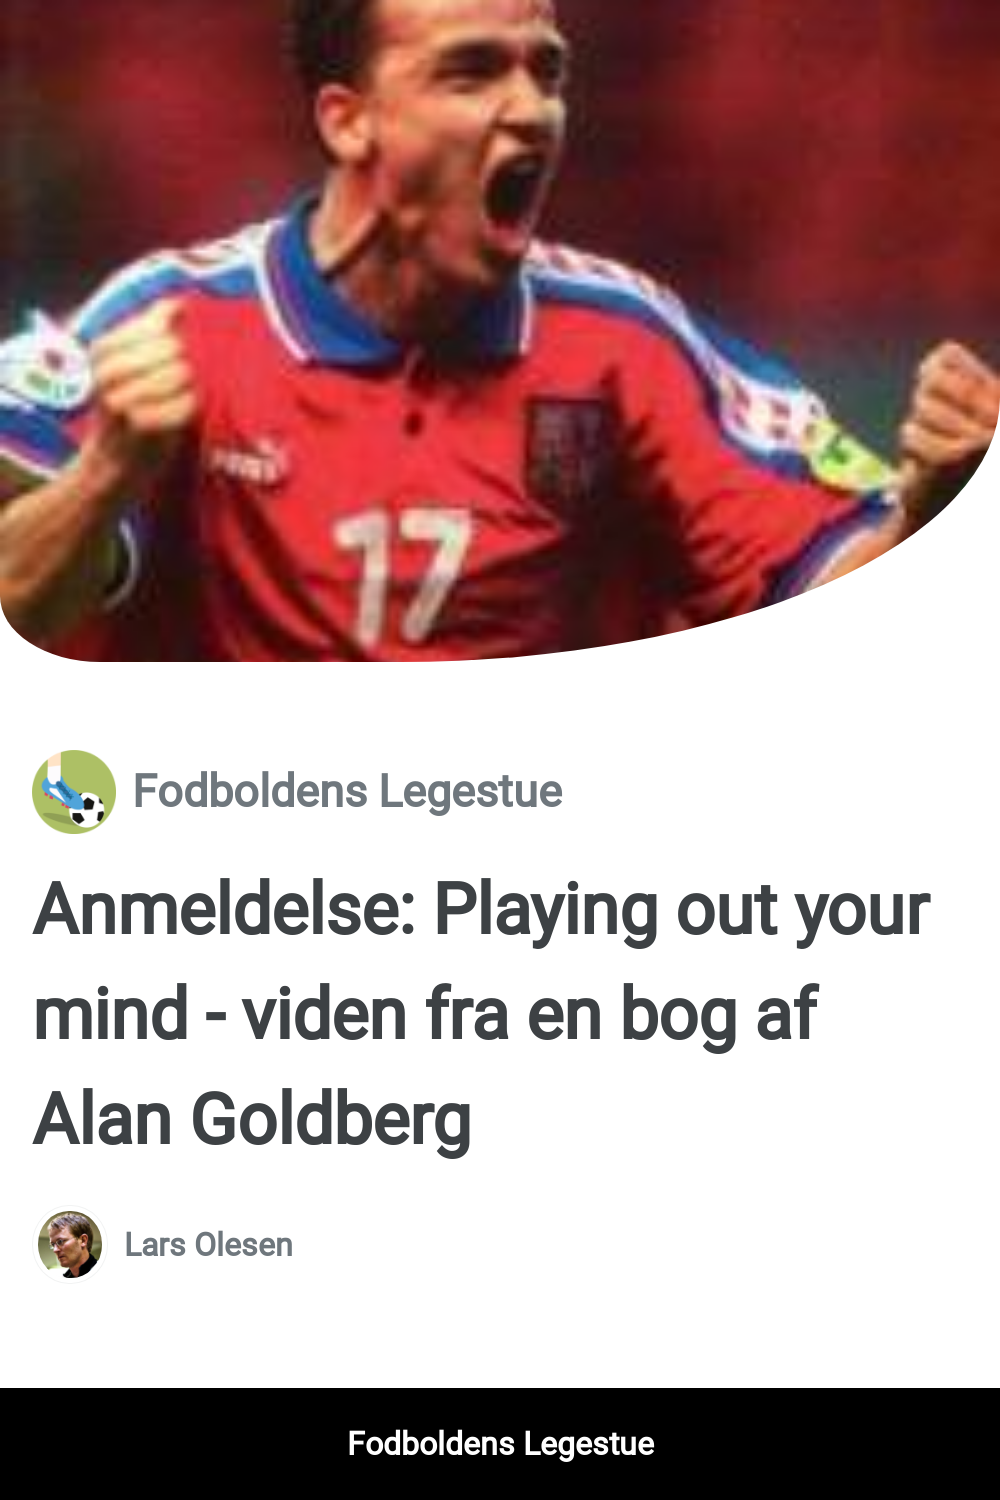 17
Fodboldens Legestue
Anmeldelse: Playing out your
mind - viden fra en bog af
Alan Goldberg
Lars Olesen
Fodboldens Legestue